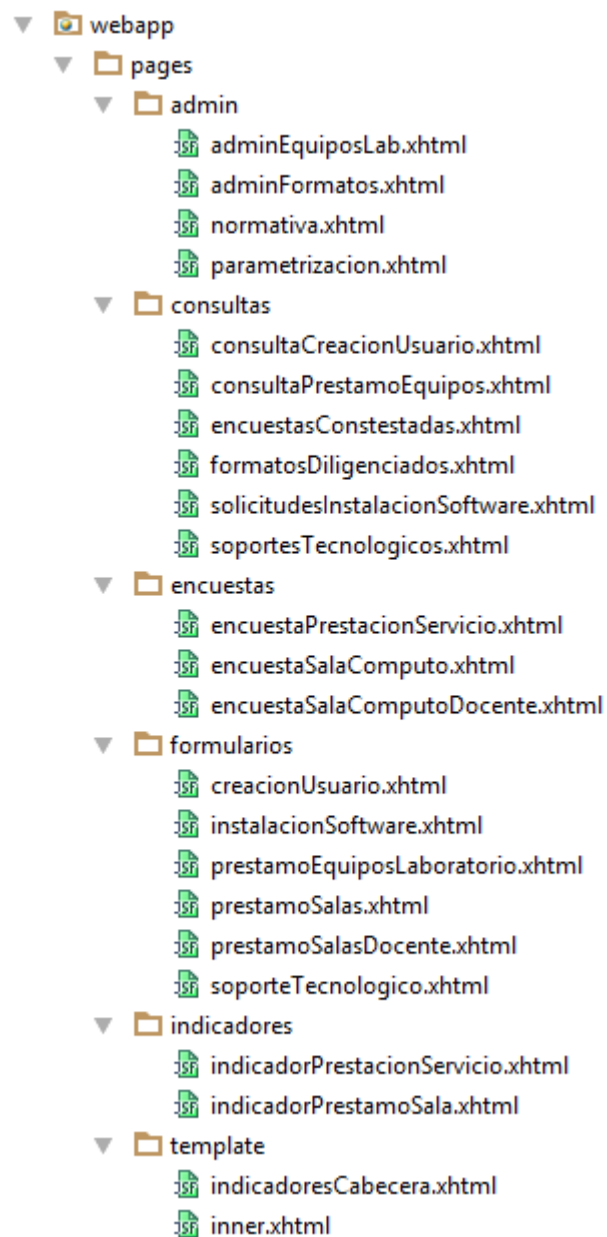 webapp
pages
admin
adminEquiposLab.xhtml
adminFormatos.xhtml
normativa.xhtml
parametrizacion.xhtml
consultas
consultaCreacionUsuario.xhtml
consultaPrestamoEquipos.xhtml
encuestasConstestadas.xhtml
formatosDiligenciados.xhtml
solicitudesInstalacionSoftware.xhtml
soportesTecnologicos.xhtml
encuestas
encuestaPrestacionServicio.xhtml
encuestaSalaComputo.xhtml
encuestaSalaComputoDocente.xhtml
formularios
creacionUsuario.xhtml
instalacionSoftware.xhtml
prestamoEquiposLaboratorio.xhtml
prestamoSalas.xhtml
prestamoSalasDocente.xhtml
soporteTecnologico.xhtml
indicadores
indicadorPrestacionServicio.xhtml
indicadorPrestamoSala.xhtml
template
indicadoresCabecera.xhtml
inner.xhtml